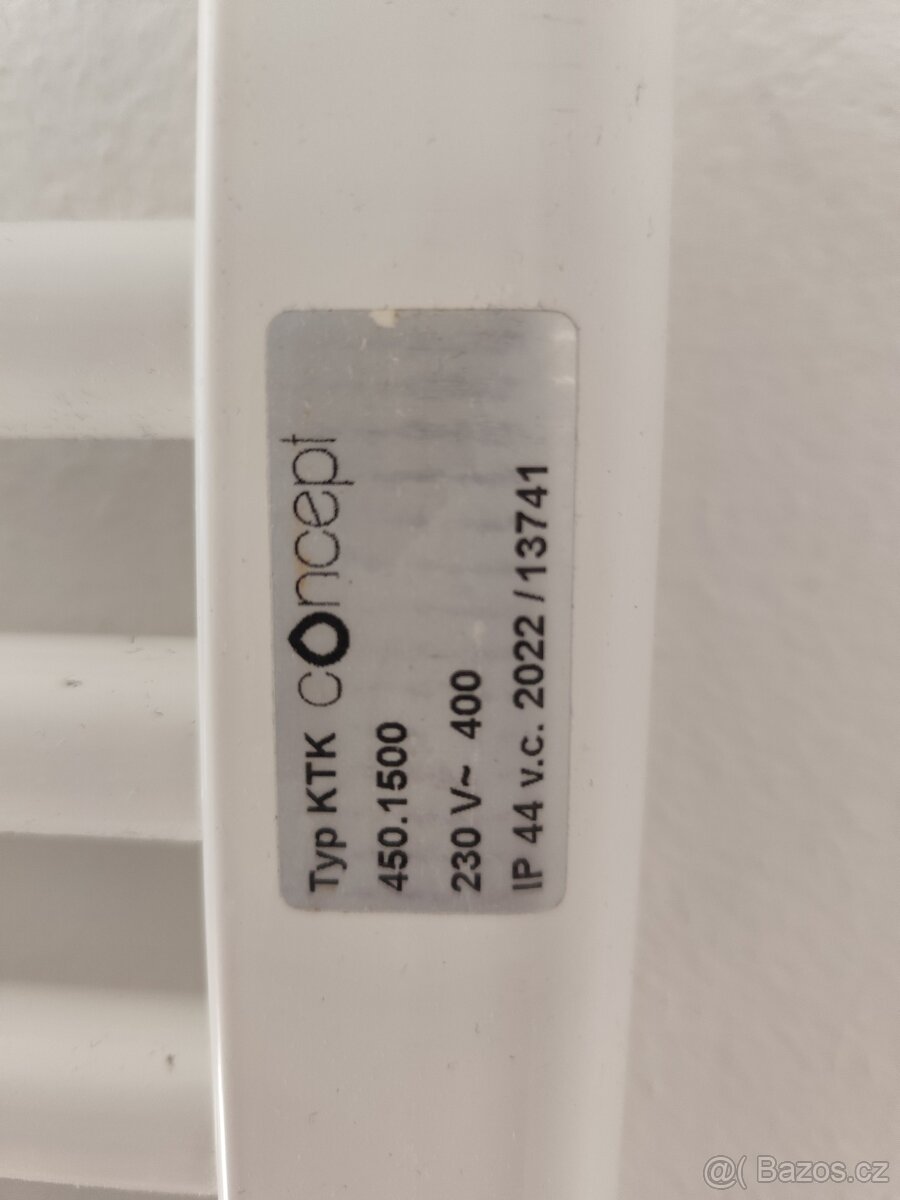 Typ KTK concept
450.1500
230 V~ 400
IP 44 v.c. 2022 / 13741
@( Bazos.cz